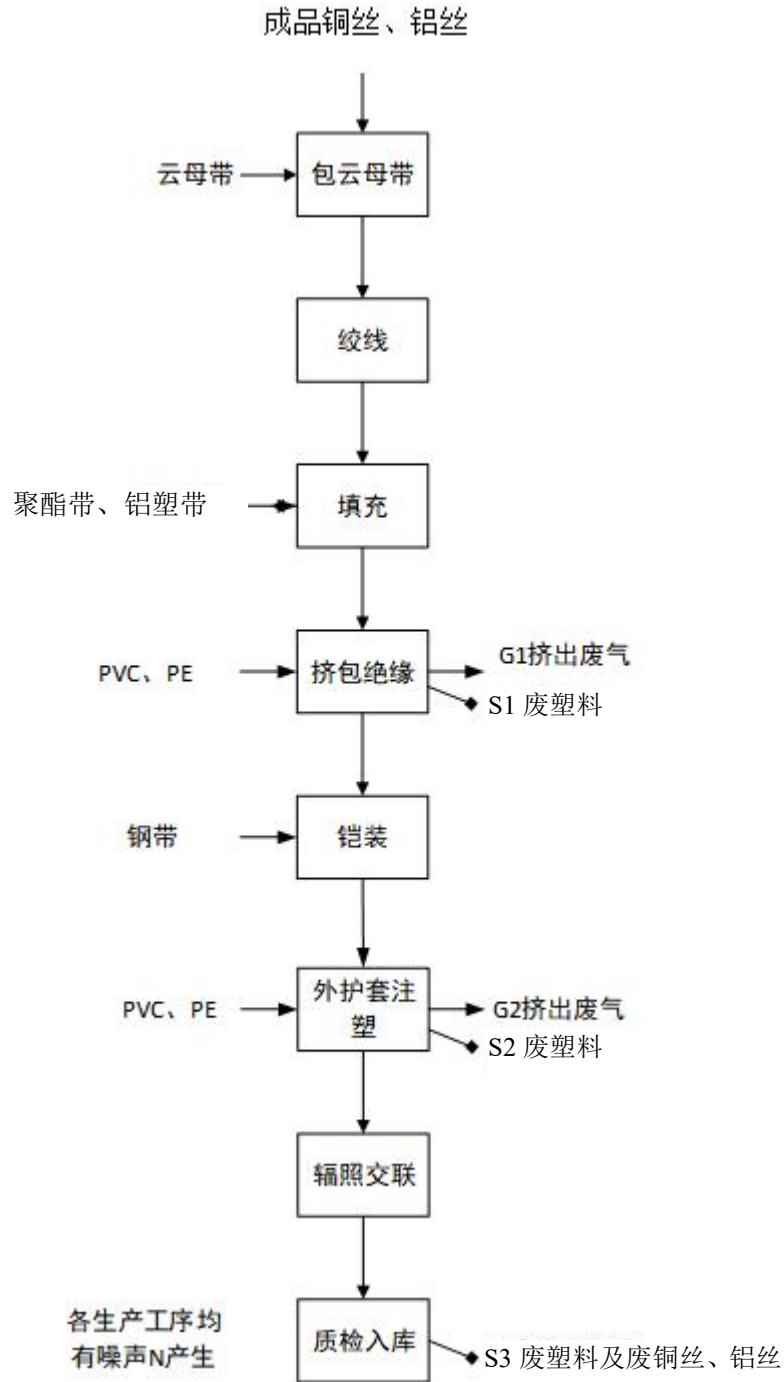 成品铜丝、铝丝
云母带
包云母带
绞线
聚酯带、铝塑带
填充
PVC、PE
挤包绝缘
G1挤出废气
S1 废塑料
钢带
铠装
PVC、PE
外护套注
塑
G2挤出废气
S2 废塑料
辐照交联
各生产工序均
有噪声N产生
质检入库
S3 废塑料及废铜丝、铝丝